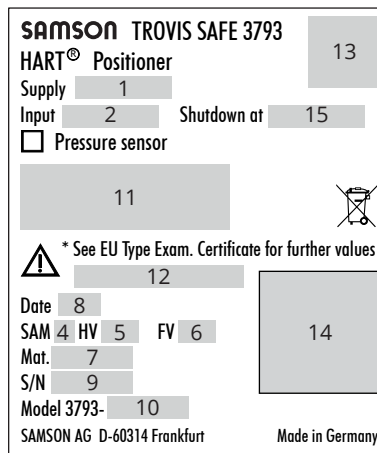 SAMSON TROVIS SAFE 3793
HART® Positioner
13
Supply 1
Input 2 Shutdown at 15
Pressure sensor
11
* See EU Type Exam. Certificate for further values
12
Date 8
SAM 4 HV 5 FV 6
14
Mat. 7
S/N 9
Model 3793- 10
SAMSON AG D-60314 Frankfurt Made in Germany